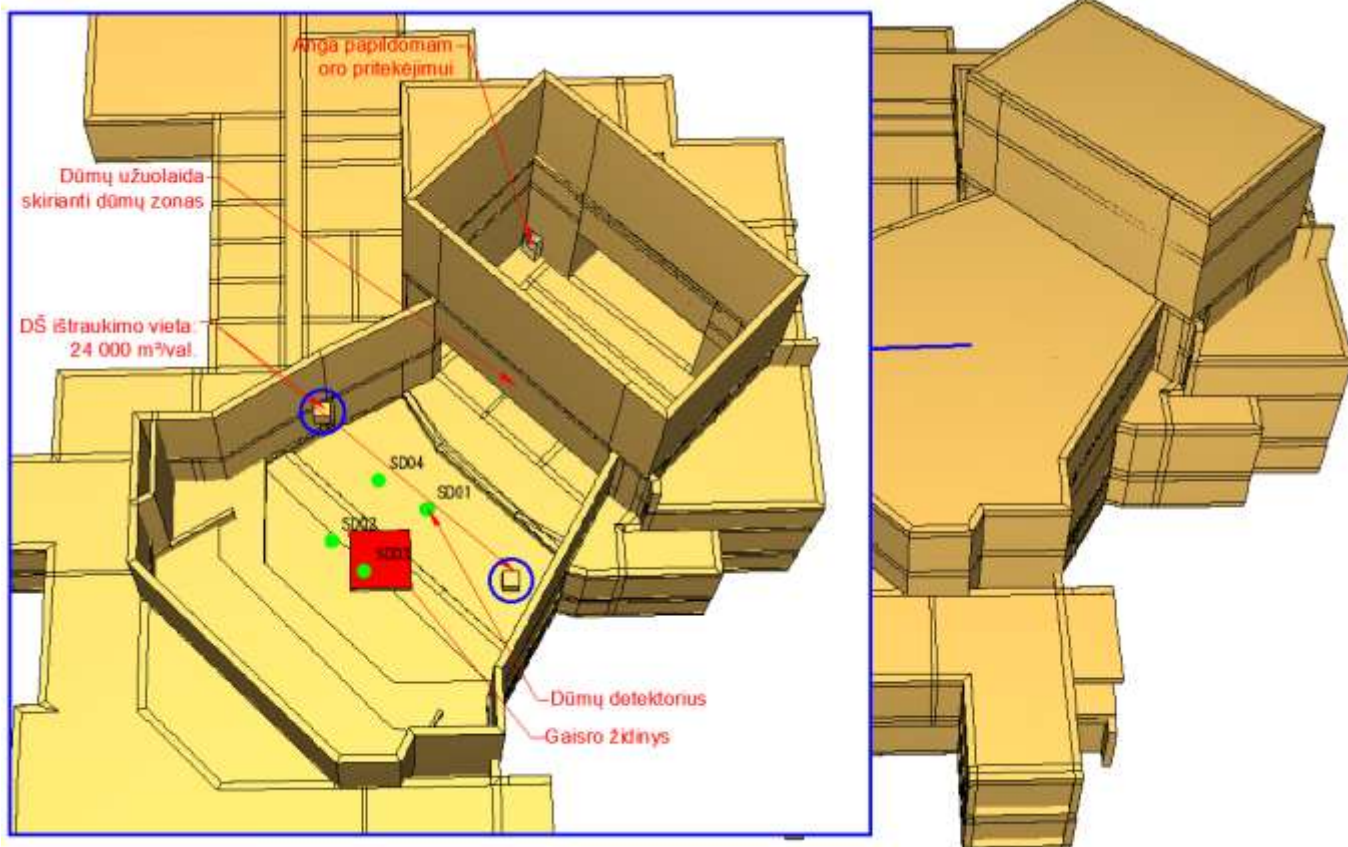 Anga papildomam
oro pritekėjimui
Dūmų užuolaida
skirianti dūmų zonas
DŠ ištraukimo vieta:
24 000 m³/val.
SD04
SD01
SD02
SD03
Dūmų detektorius
Gaisro židinys